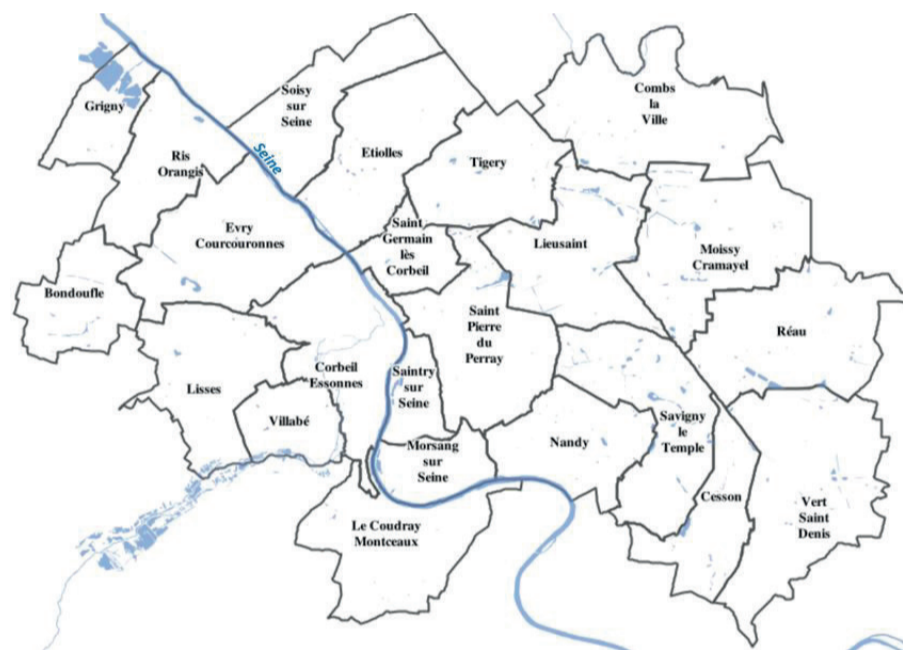 Grigny
Soisy
sur
Seine
Combs
la
Ville
Ris
Orangis
Seine
Etiolles
Tigery
Evry
Courcouronnes
Saint
Germain
lès
Corbeil
Lieusaint
Moissy
Cramayel
Bondoufle
Saint
Pierre
du
Perray
Réau
Lisses
Corbeil
Essonnes
Saintry
sur
Seine
Villabé
Morsang
sur
Seine
Nandy
Savigny
le
Temple
Cesson
Vert
Saint
Denis
Le Coudray
Montceaux